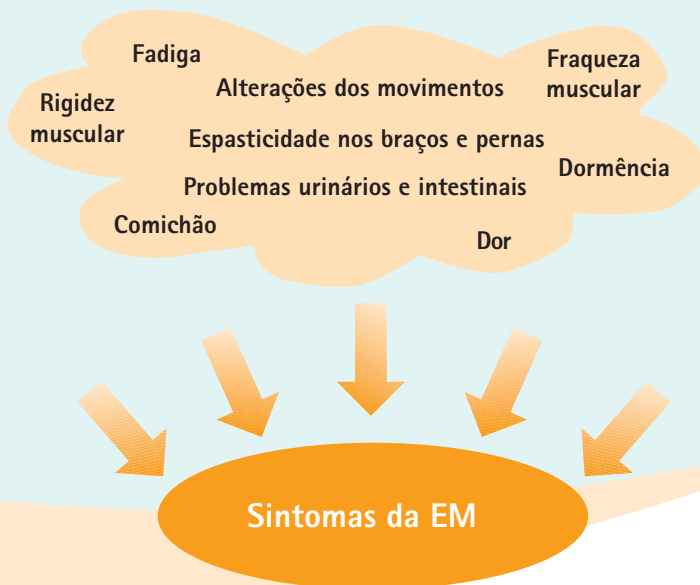 Fadiga
Alterações dos movimentos
Fraqueza
muscular
Rigidez
muscular
Espasticidade nos braços e pernas
Dormência
Problemas urinários e intestinais
Comichão
Dor
Sintomas da EM